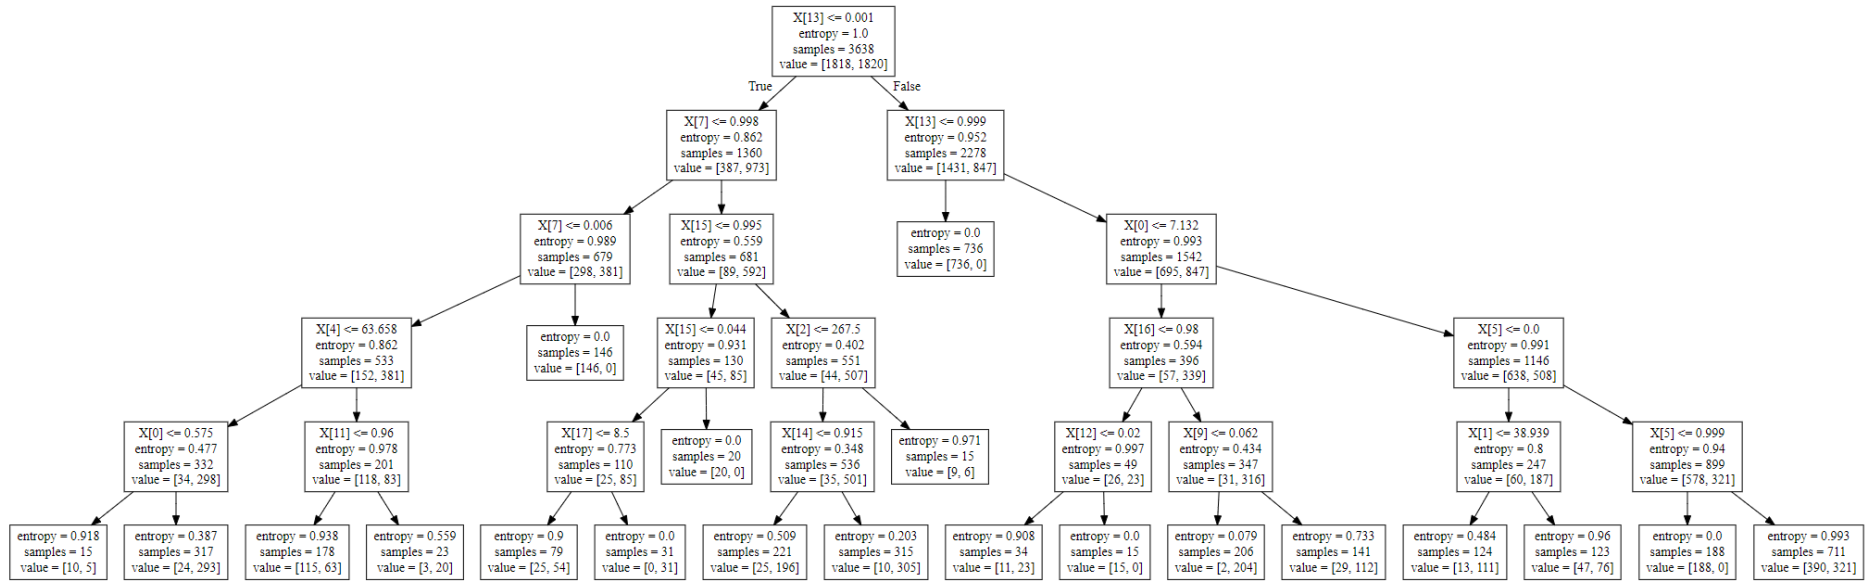 X[13] <= 0.001
entropy = 1.0
samples = 3638
value = [1818, 1820]
True
False
X[7] <= 0.998
entropy = 0.862
samples = 1360
value = [387, 973]
X[13] <= 0.999
entropy = 0.952
samples = 2278
value = [1431, 847]
X[7] <= 0.006
entropy = 0.989
samples = 679
value = [298, 381]
X[15] <= 0.995
entropy = 0.559
samples = 681
value = [89, 592]
entropy = 0.0
samples = 736
value = [736, 0]
X[0] <= 7.132
entropy = 0.993
samples = 1542
value = [695, 847]
X[4] <= 63.658
entropy = 0.862
samples = 533
value = [152, 381]
entropy = 0.0
samples = 146
value = [146, 0]
X[15] <= 0.044
entropy = 0.931
samples = 130
value = [45, 85]
X[2] <= 267.5
entropy = 0.402
samples = 551
value = [44, 507]
X[16] <= 0.98
entropy = 0.594
samples = 396
value = [57, 339]
X[5] <= 0.0
entropy = 0.991
samples = 1146
value = [638, 508]
X[0] <= 0.575
entropy = 0.477
samples = 332
value = [34, 298]
X[11] <= 0.96
entropy = 0.978
samples = 201
value = [118, 83]
X[17] <= 8.5
entropy = 0.773
samples = 110
value = [25, 85]
entropy = 0.0
samples = 20
value = [20, 0]
X[14] <= 0.915
entropy = 0.348
samples = 536
value = [35, 501]
entropy = 0.971
samples = 15
value = [9, 6]
X[12] <= 0.02
entropy = 0.997
samples = 49
value = [26, 23]
X[9] <= 0.062
entropy = 0.434
samples = 347
value = [31, 316]
X[1] <= 38.939
entropy = 0.8
samples = 247
value = [60, 187]
X[5] <= 0.999
entropy = 0.94
samples = 899
value = [578, 321]
entropy = 0.918
samples = 15
value = [10, 5]
entropy = 0.387
samples = 317
value = [24, 293]
entropy = 0.938
samples = 178
value = [115, 63]
entropy = 0.559
samples = 23
value = [3, 20]
entropy = 0.9
samples = 79
value = [25, 54]
entropy = 0.0
samples = 31
value = [0, 31]
entropy = 0.509
samples = 221
value = [25, 196]
entropy = 0.203
samples = 315
value = [10, 305]
entropy = 0.908
samples = 34
value = [11, 23]
entropy = 0.0
samples = 15
value = [15, 0]
entropy = 0.079
samples = 206
value = [2, 204]
entropy = 0.733
samples = 141
value = [29, 112]
entropy = 0.484
samples = 124
value = [13, 111]
entropy = 0.96
samples = 123
value = [47, 76]
entropy = 0.0
samples = 188
value = [188, 0]
entropy = 0.993
samples = 711
value = [390, 321]